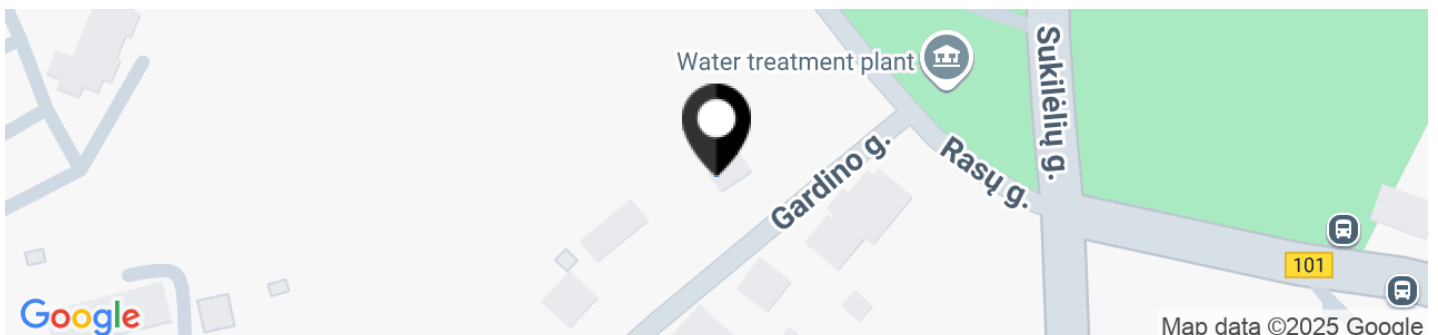 Water treatment plant
Sukilėlių g.
Gardino g.
Rasų g.
101
Google
Map data ©2025 Google